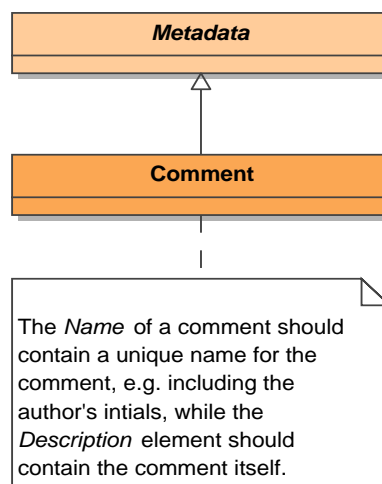 Metadata
Comment
The Name of a comment should
contain a unique name for the
comment, e.g. including the
author's intials, while the
Description element should
contain the comment itself.